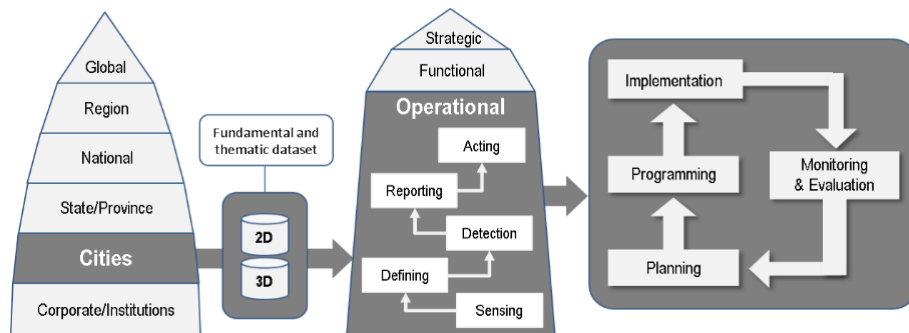 Global
Region
National
State/Province
Cities
Corporate/Institutions
Fundamental and
thematic dataset
2D
3D
Strategic
Functional
Operational
Acting
Reporting
Detection
Defining
Sensing
Implementation
Programming
Monitoring
& Evaluation
Planning